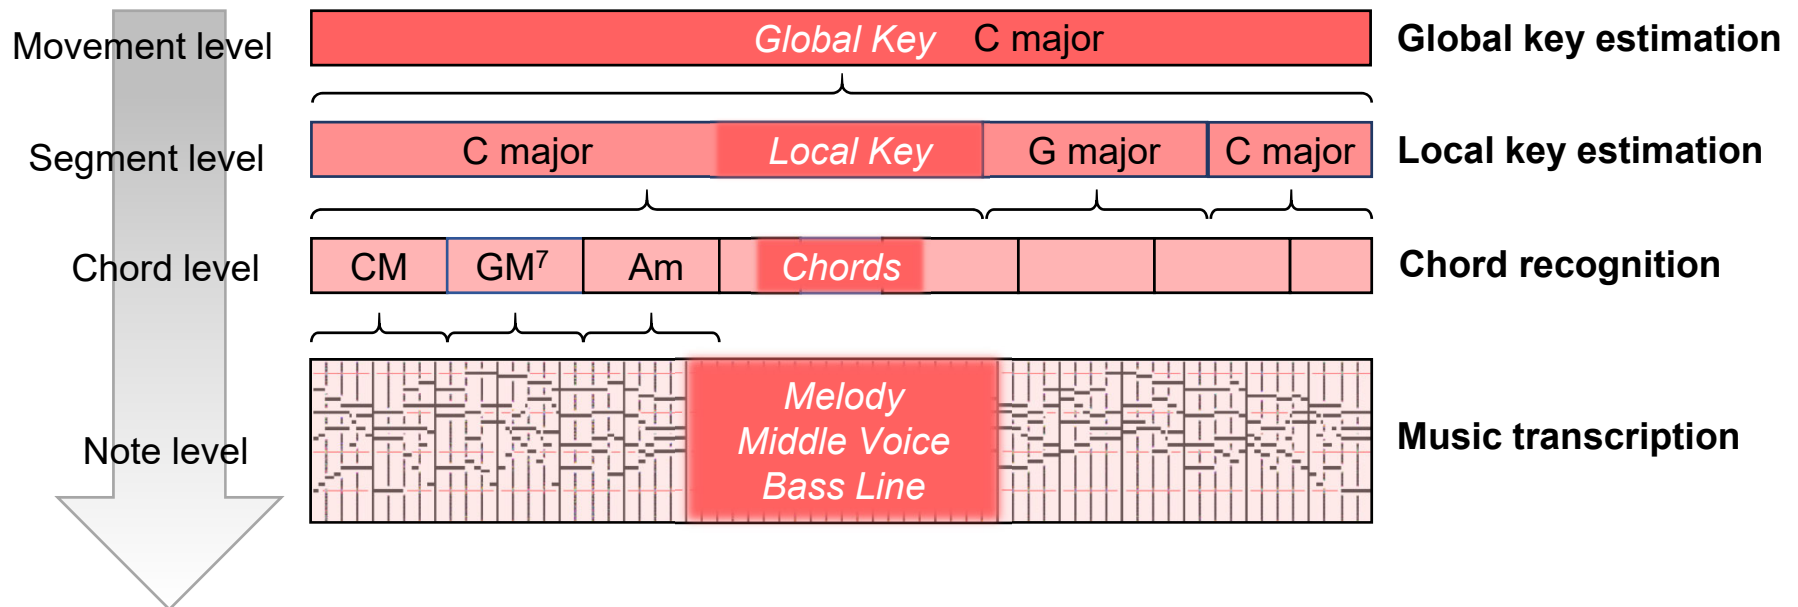 Movement level
Global Key C major
Global key estimation
Segment level
C major
Local Key
G major
C major
Local key estimation
Chord level
CM
GM⁷
Am
Chords
Chord recognition
Note level
Melody
Middle Voice
Bass Line
Music transcription